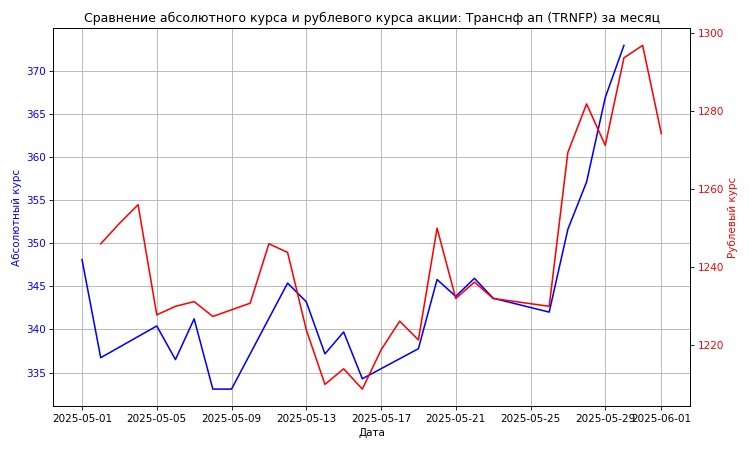 Сравнение абсолютного курса и рублевого курса акции: Транснф ап (TRNFP) за месяц
1300
370
365
1280
360
Абсолютный курс
355
1260
Рублевый курс
350
345
1240
340
1220
335
2025-05-01 2025-05-05 2025-05-09 2025-05-13 2025-05-17 2025-05-21 2025-05-25 2025-05-29 2025-06-01
Дата